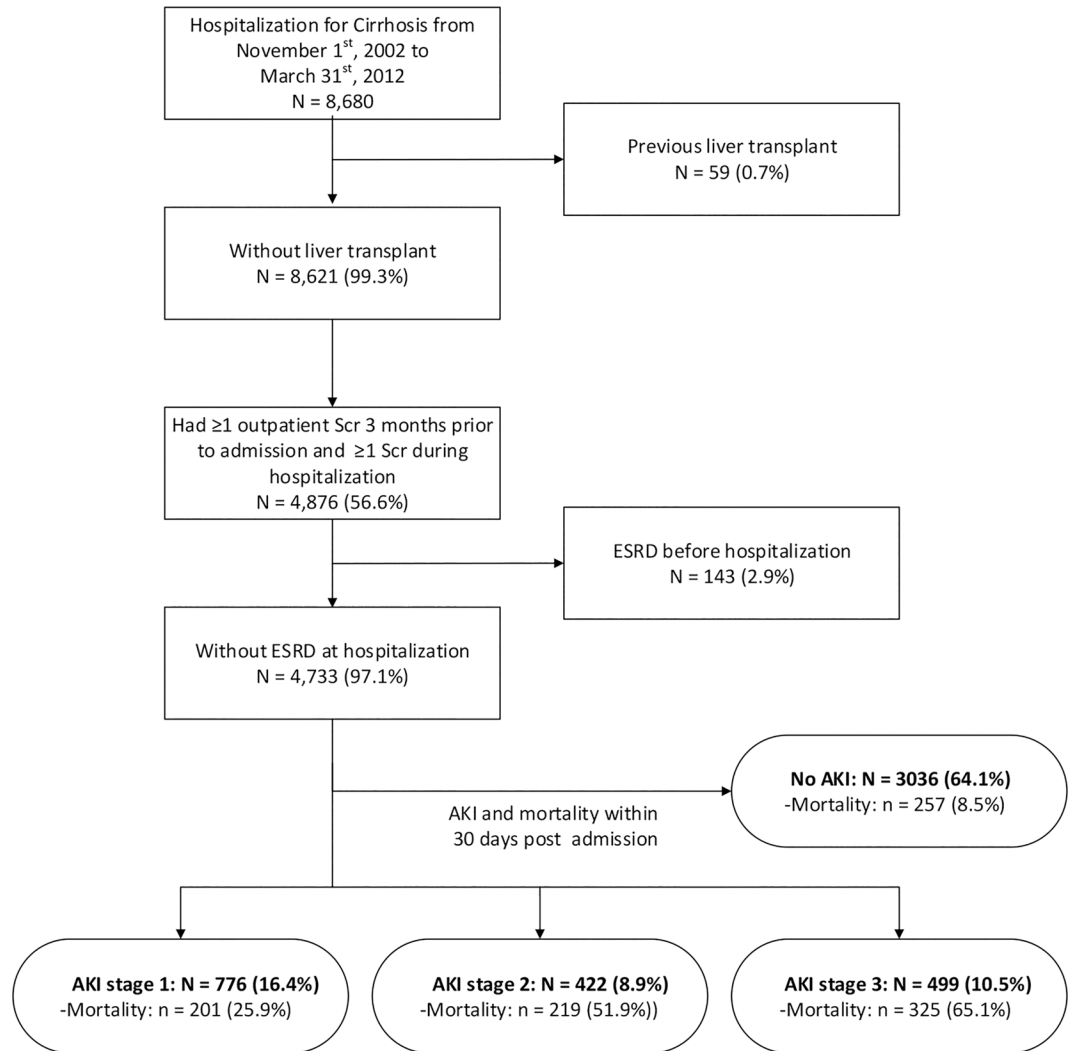 Hospitalization for Cirrhosis from
November 1st, 2002 to
March 31st, 2012
N = 8,680
Previous liver transplant
N = 59 (0.7%)
Without liver transplant
N = 8,621 (99.3%)
Had ≥1 outpatient Scr 3 months prior
to admission and ≥1 Scr during
hospitalization
N = 4,876 (56.6%)
ESRD before hospitalization
N = 143 (2.9%)
Without ESRD at hospitalization
N = 4,733 (97.1%)
No AKI: N = 3036 (64.1%)
-Mortality: n = 257 (8.5%)
AKI and mortality within
30 days post admission
AKI stage 1: N = 776 (16.4%)
-Mortality: n = 201 (25.9%)
AKI stage 2: N = 422 (8.9%)
-Mortality: n = 219 (51.9%))
AKI stage 3: N = 499 (10.5%)
-Mortality: n = 325 (65.1%)